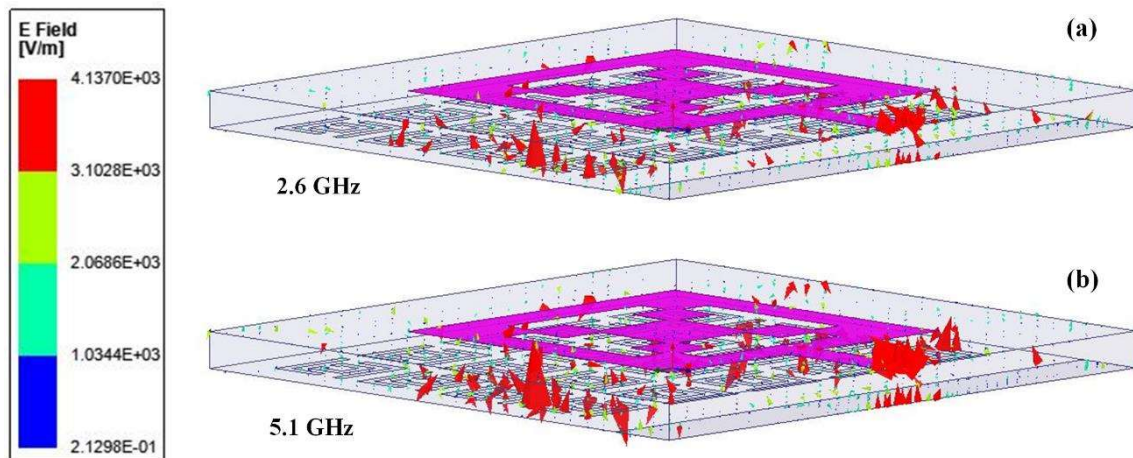 E Field
[V/m]
4.1370E+03
3.1028E+03
2.0686E+03
1.0344E+03
2.1298E-01
(a)
2.6 GHz
(b)
5.1 GHz